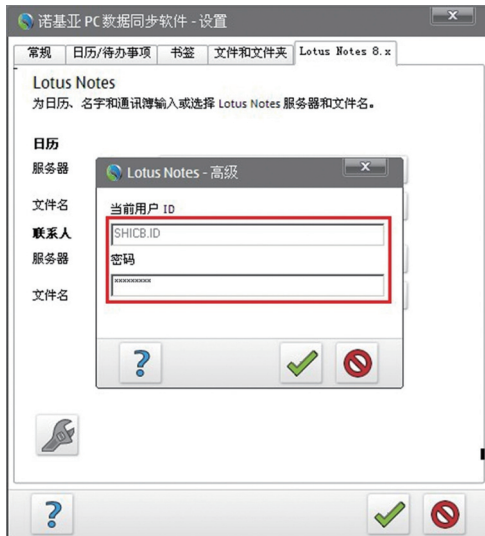 诺基亚 PC 数据同步软件 - 设置
常规 日历/待办事项 书签 文件和文件夹 Lotus Notes 8.x
Lotus Notes
为日历、名字和通讯簿输入或选择 Lotus Notes 服务器和文件名。
日历
服务器
Lotus Notes - 高级
文件名
当前用户 ID
联系人
SHICB.ID
服务器
密码
*********
文件名